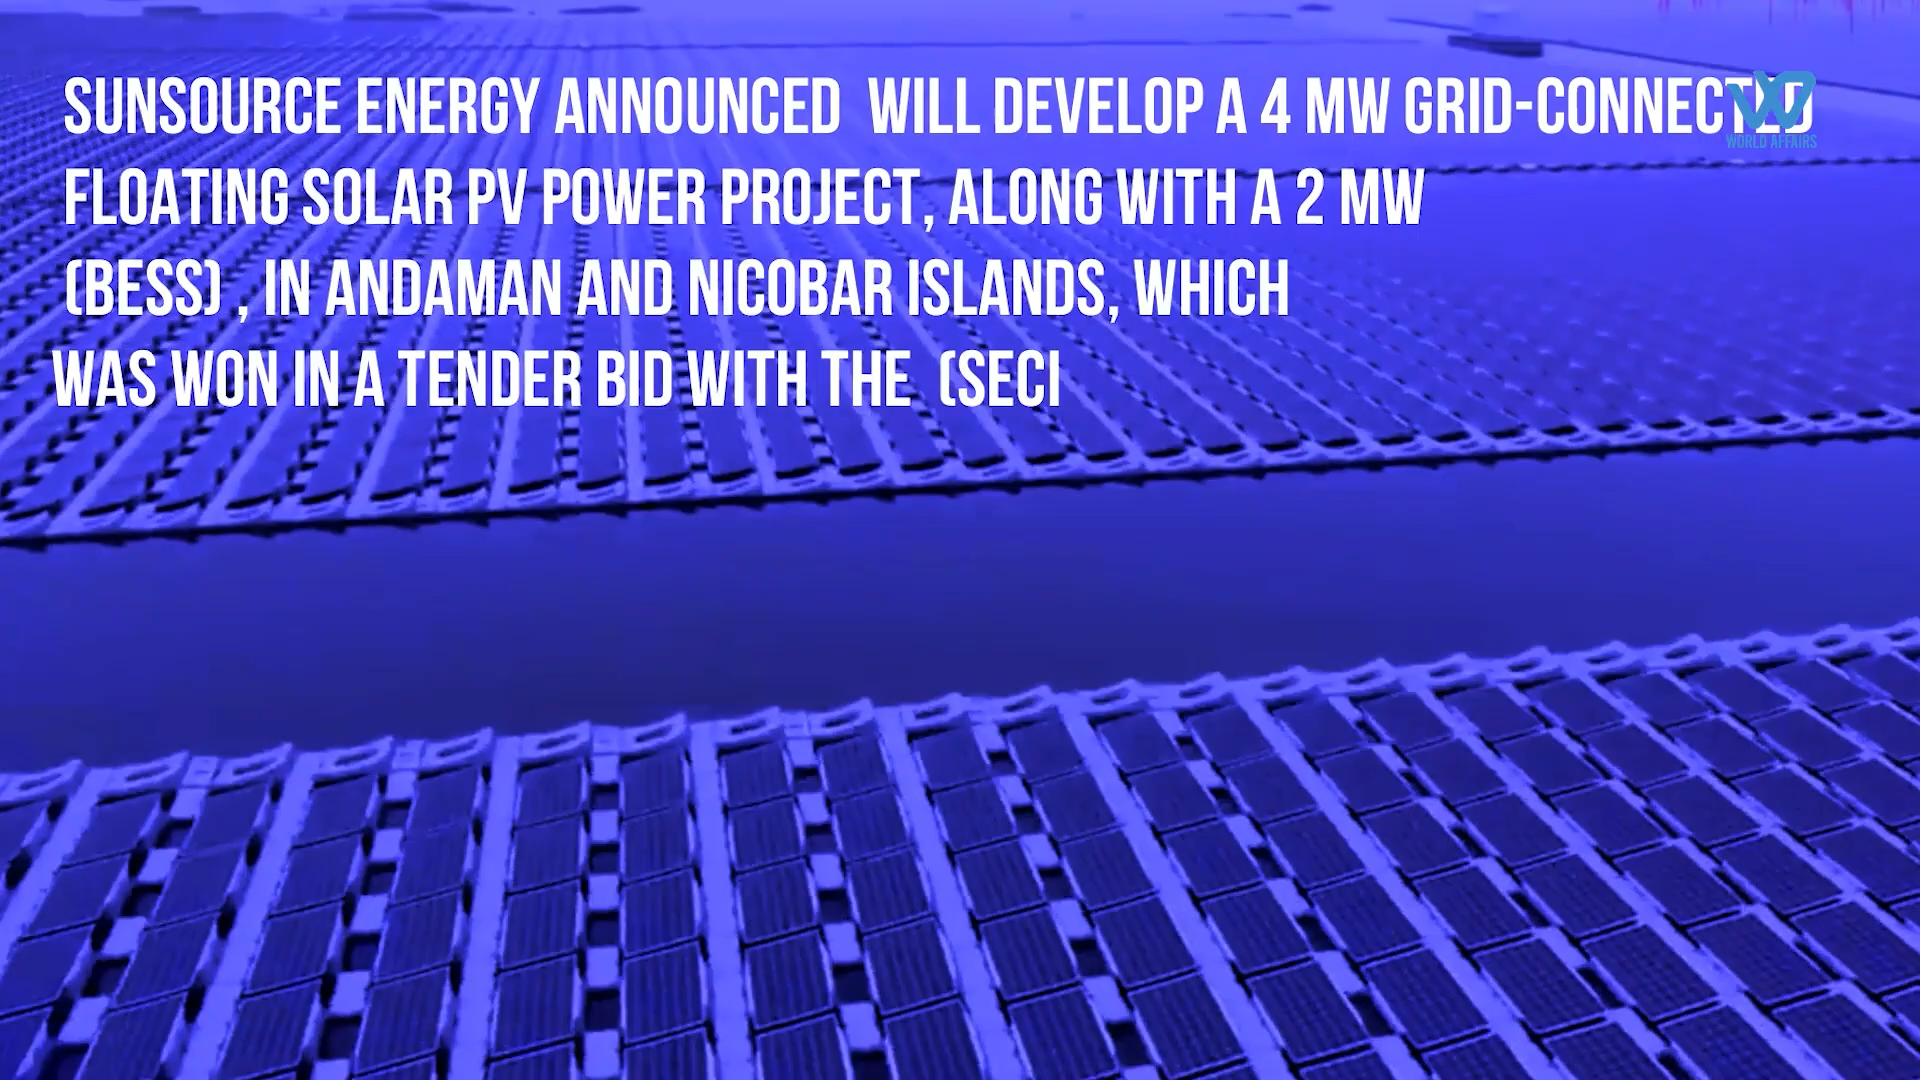 SUNSOURCE ENERGY ANNOUNCED WILL DEVELOP A 4 MW GRID-CONNECTED
FLOATING SOLAR PV POWER PROJECT, ALONG WITH A 2 MW
(BESS) , IN ANDAMAN AND NICOBAR ISLANDS, WHICH
WAS WON IN A TENDER BID WITH THE (SECI
WORLD AFFAIRS